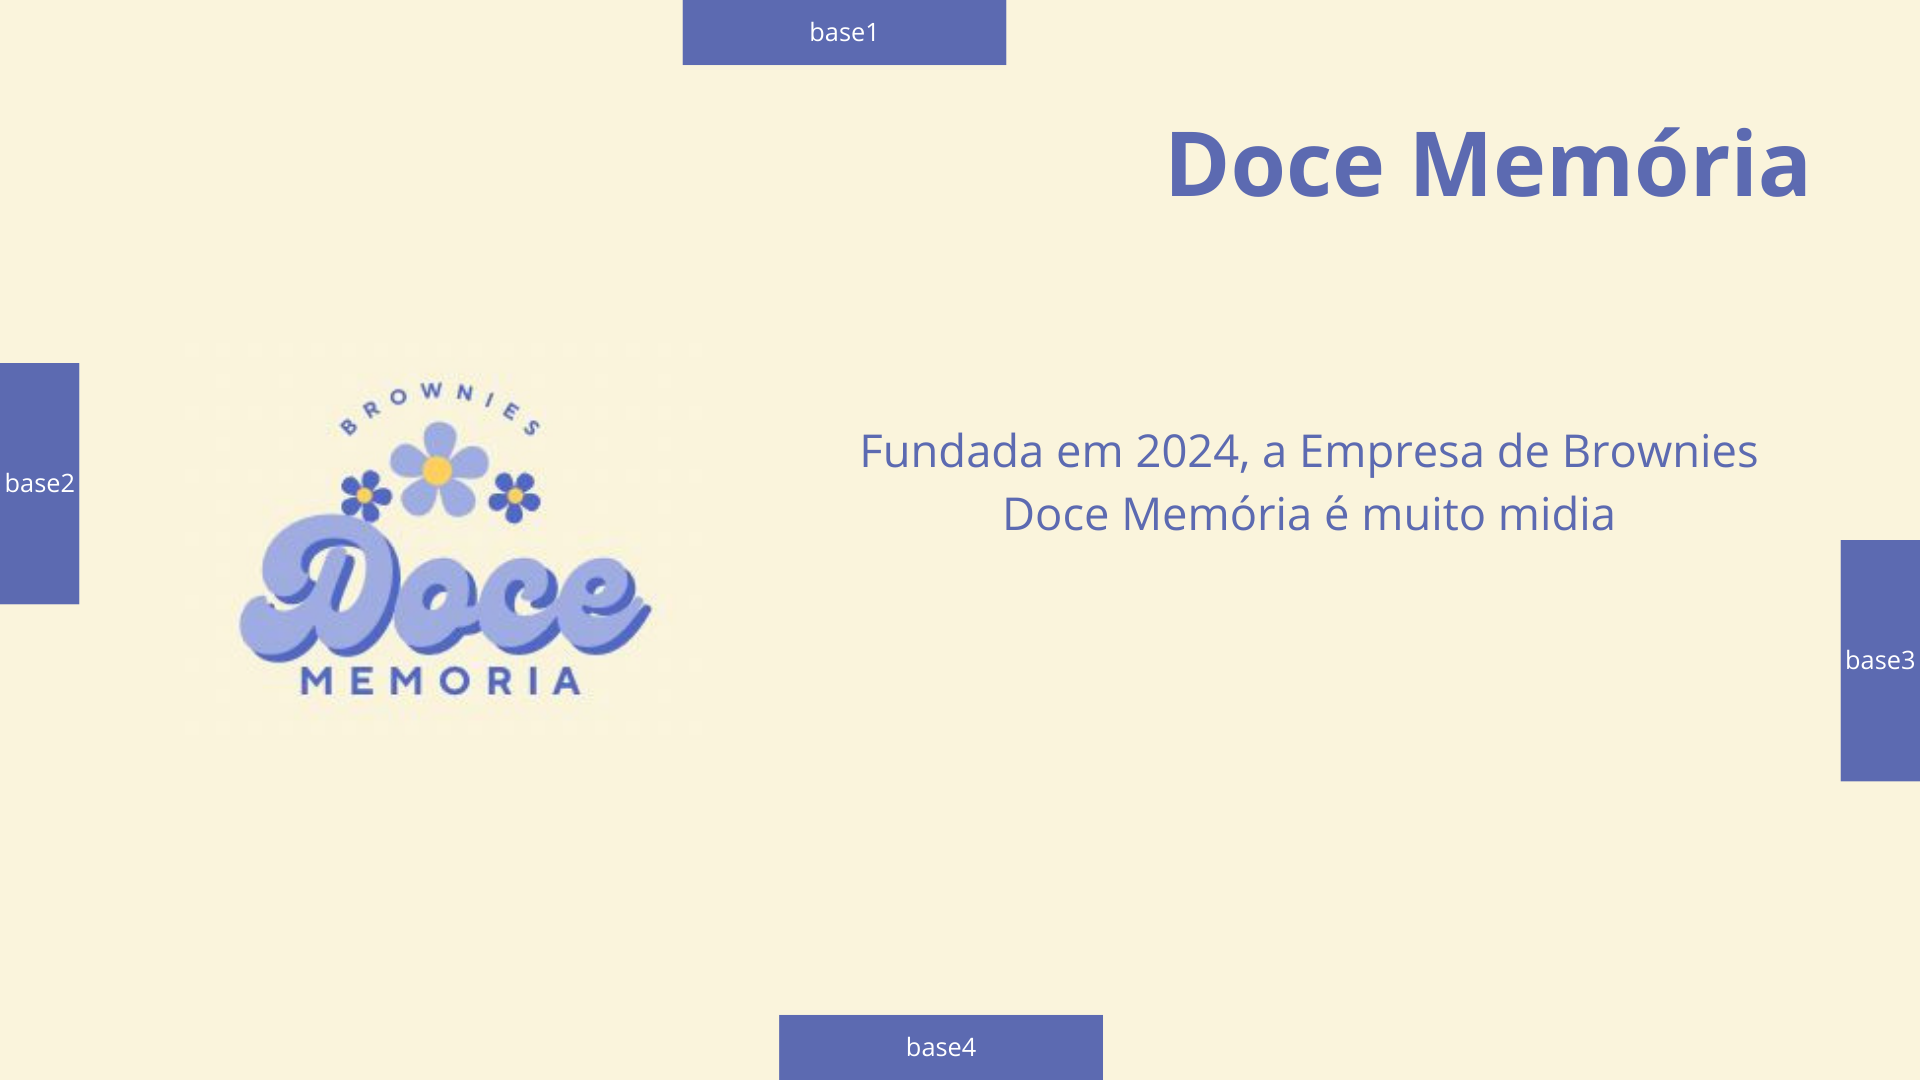 base1
Doce Memória
BROWNIES
Doce
MEMORIA
Fundada em 2024, a Empresa de Brownies
Doce Memória é muito midia
base2
base3
base4